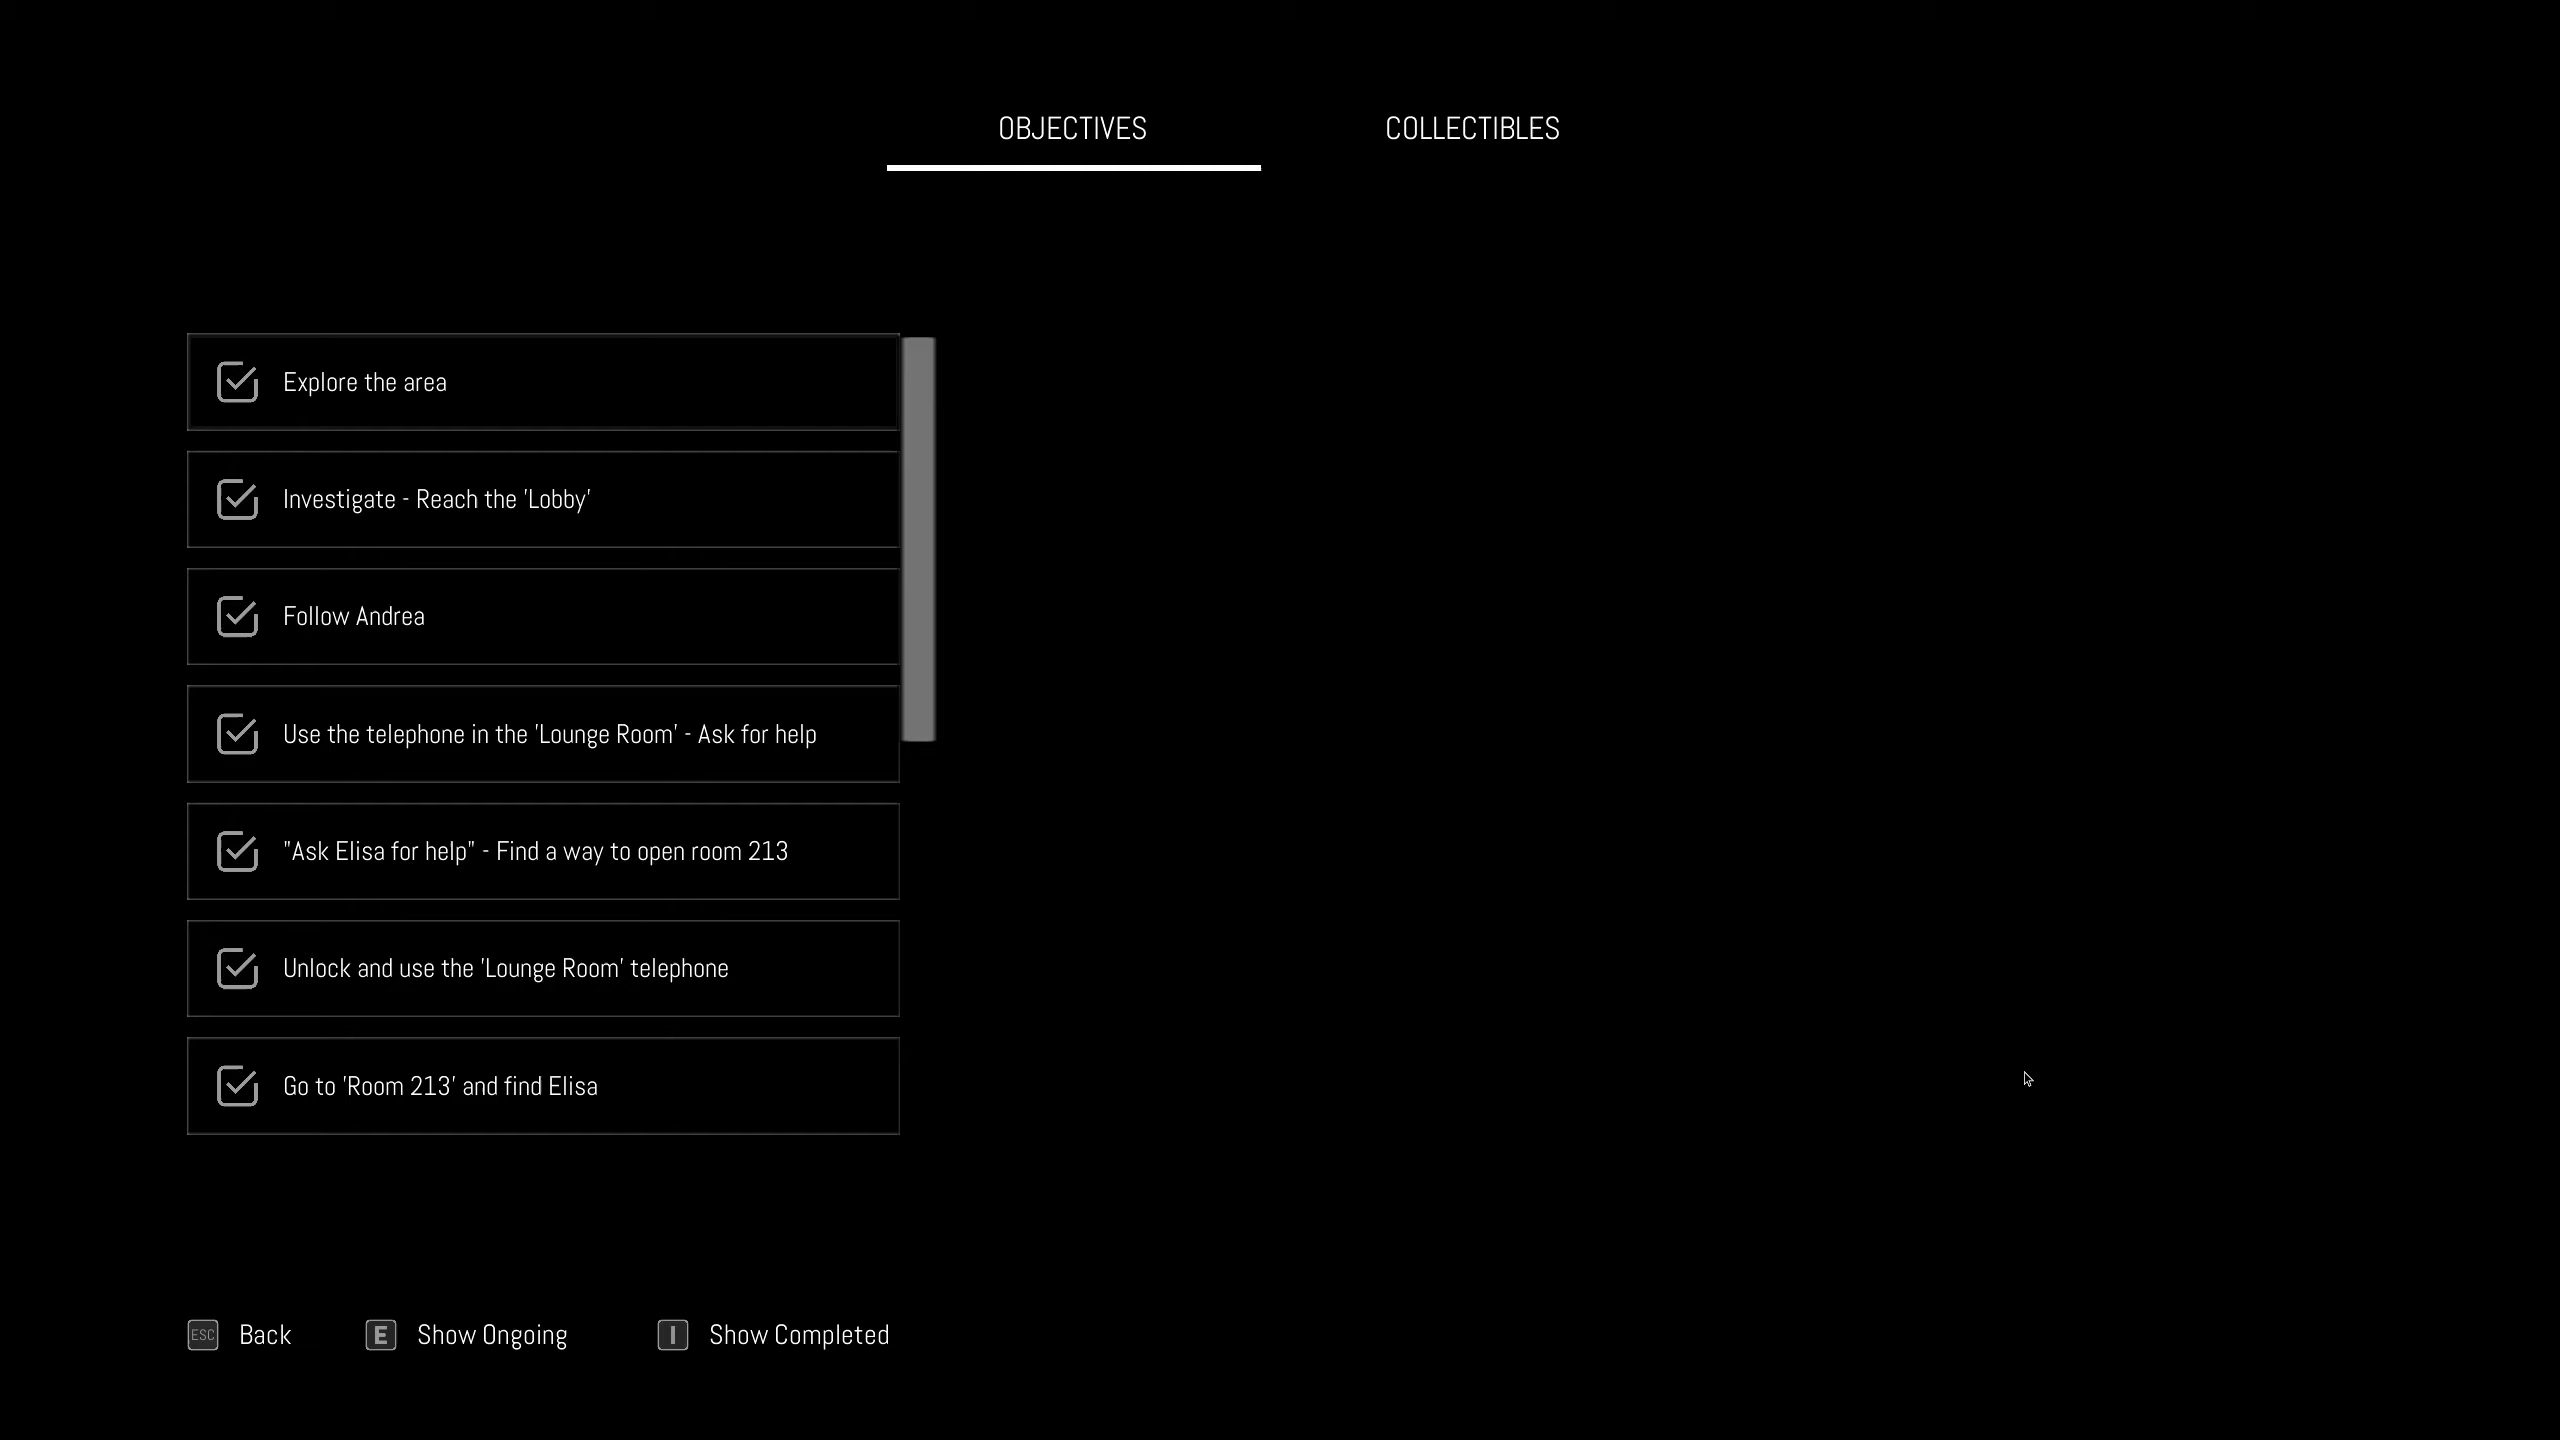 OBJECTIVES COLLECTIBLES
Explore the area
Investigate - Reach the 'Lobby'
Follow Andrea
Use the telephone in the 'Lounge Room' - Ask for help
"Ask Elisa for help" - Find a way to open room 213
Unlock and use the 'Lounge Room' telephone
Go to 'Room 213' and find Elisa
ESC Back E Show Ongoing I Show Completed